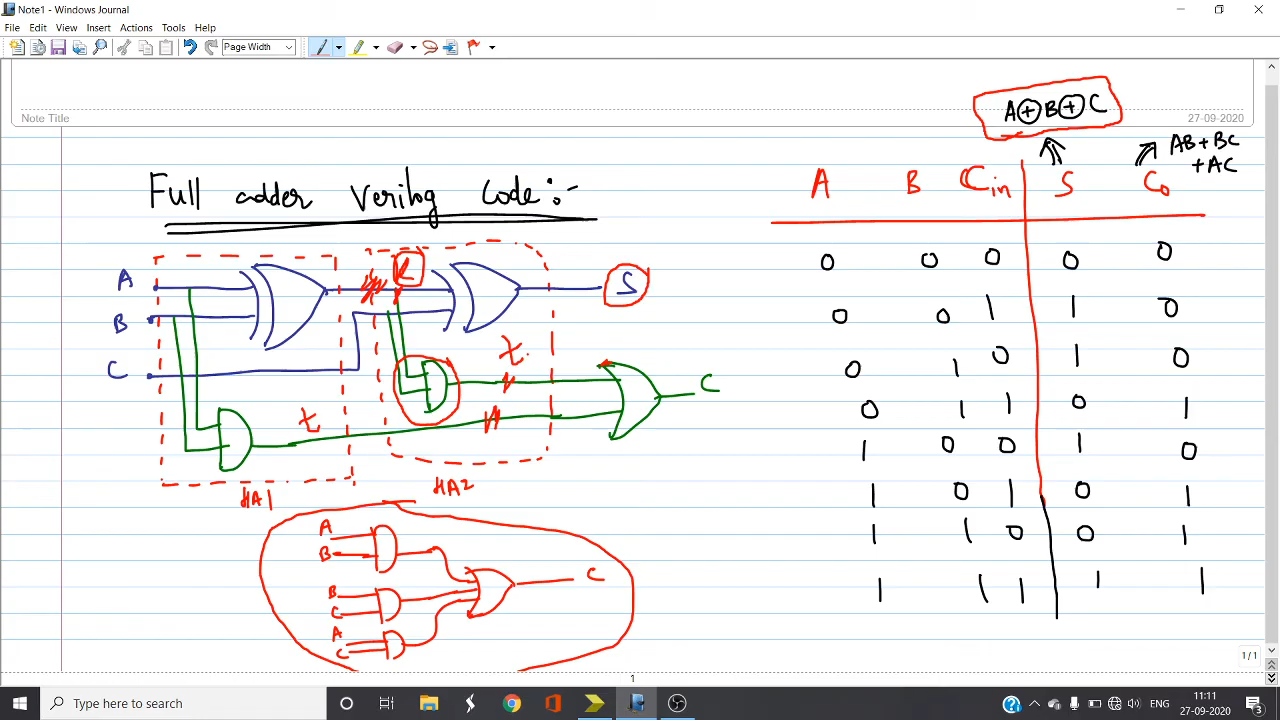 Note1 - Windows Journal
File Edit View Insert Actions Tools Help
Page Width
Note Title
27-09-2020
A⊕B⊕C
AB + BC
+ AC
Full adder Verilog Code :-
A B Cin S Co
0 0 0 0 0
0 0 1 1 0
0 1 0 1 0
0 1 1 0 1
1 0 0 1 0
1 0 1 0 1
1 1 0 0 1
1 1 1 1 1
A
B
C
S
t
t
C
HA1
HA2
A
B
B
C
A
C
C
1/1
1
Type here to search
ENG
11:11
27-09-2020
3